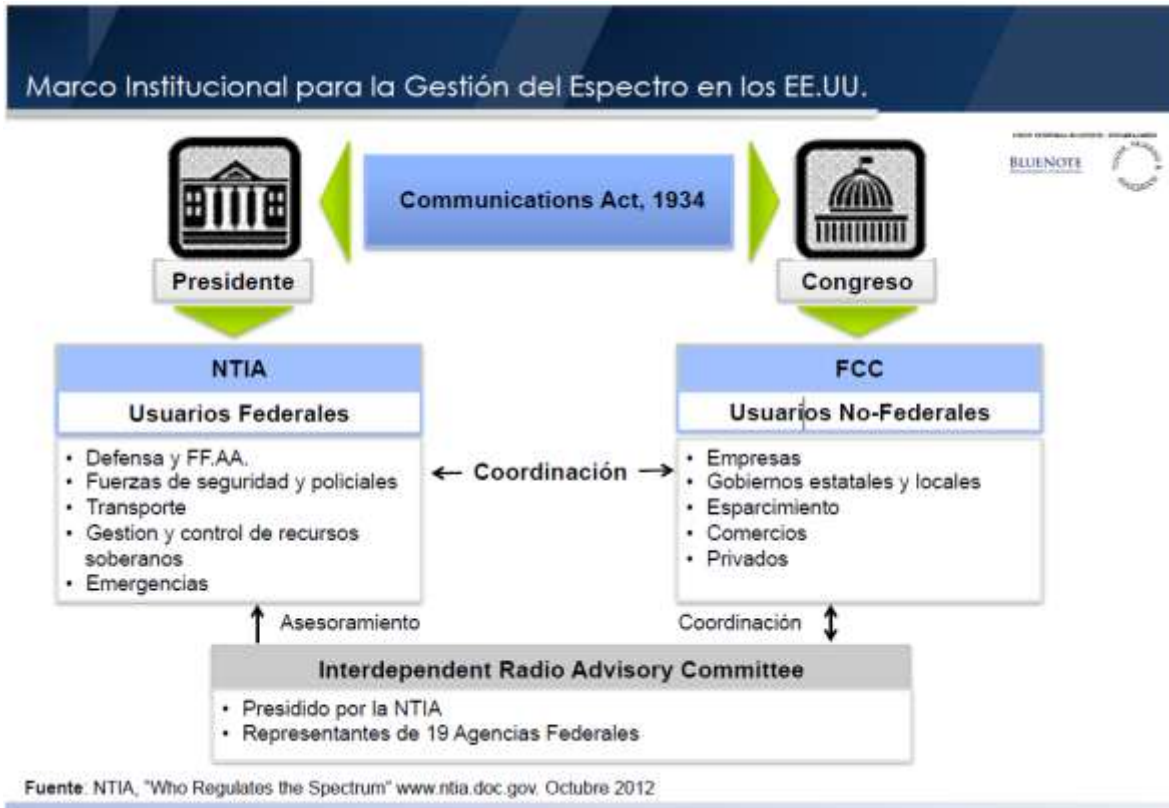 Marco Institucional para la Gestión del Espectro en los EE.UU.
BLUENOTE
Communications Act, 1934
Presidente
Congreso
NTIA
Usuarios Federales
• Defensa y FF.AA.
• Fuerzas de seguridad y policiales
• Transporte
• Gestion y control de recursos
soberanos
• Emergencias
Coordinación
FCC
Usuarios No-Federales
• Empresas
• Gobiernos estatales y locales
• Esparcimiento
• Comercios
• Privados
Asesoramiento
Coordinación
Interdependent Radio Advisory Committee
• Presidido por la NTIA
• Representantes de 19 Agencias Federales
Fuente: NTIA, "Who Regulates the Spectrum" www.ntia.doc.gov. Octubre 2012